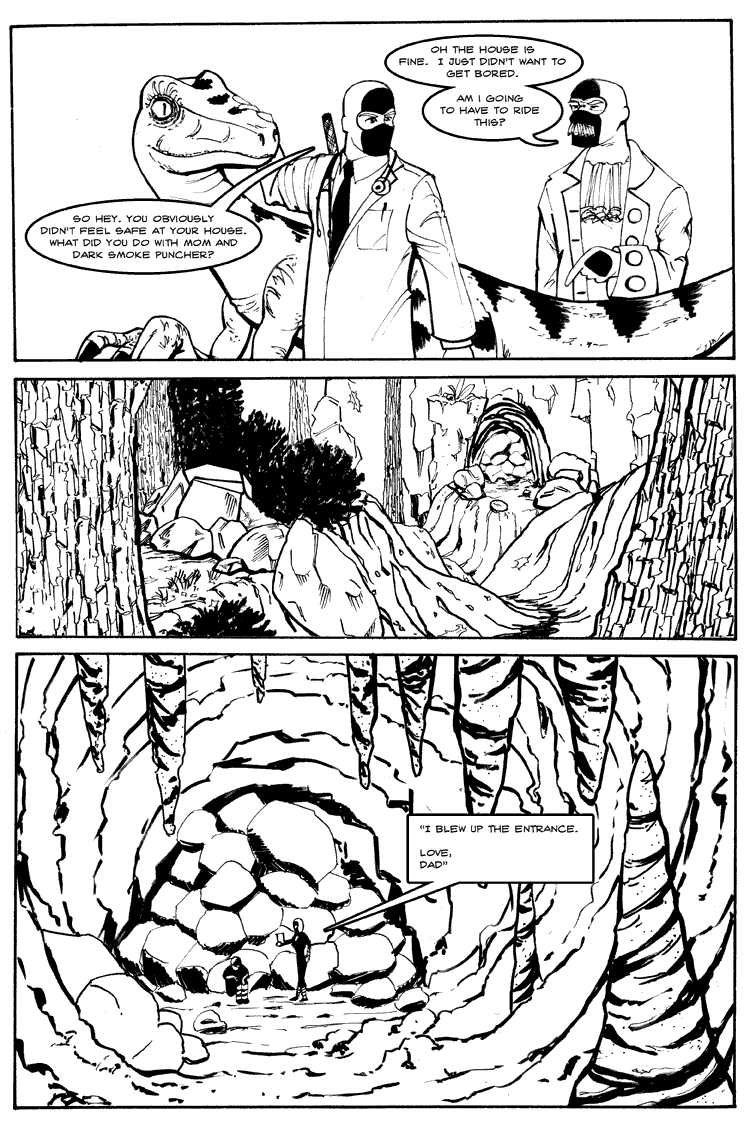 OH THE HOUSE IS
FINE. I JUST DIDN'T WANT TO
GET BORED.
AM I GOING
TO HAVE TO RIDE
THIS?
SO HEY. YOU OBVIOUSLY
DIDN'T FEEL SAFE AT YOUR HOUSE.
WHAT DID YOU DO WITH MOM AND
DARK SMOKE PUNCHER?
"I BLEW UP THE ENTRANCE.
LOVE,
DAD"